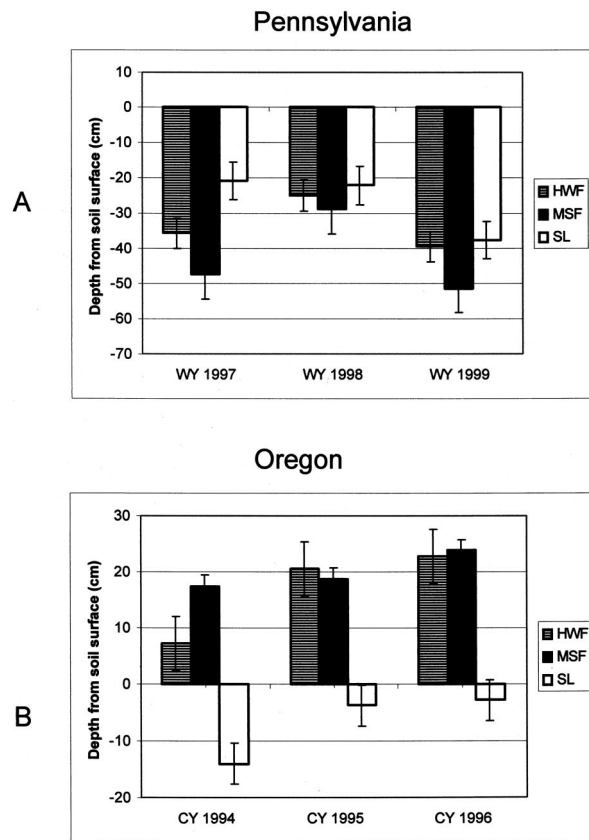 Pennsylvania
A
Depth from soil surface (cm)
10
0
-10
-20
-30
-40
-50
-60
-70
WY 1997 WY 1998 WY 1999
HWF
MSF
SL
Oregon
B
Depth from soil surface (cm)
30
20
10
0
-10
-20
CY 1994 CY 1995 CY 1996
HWF
MSF
SL